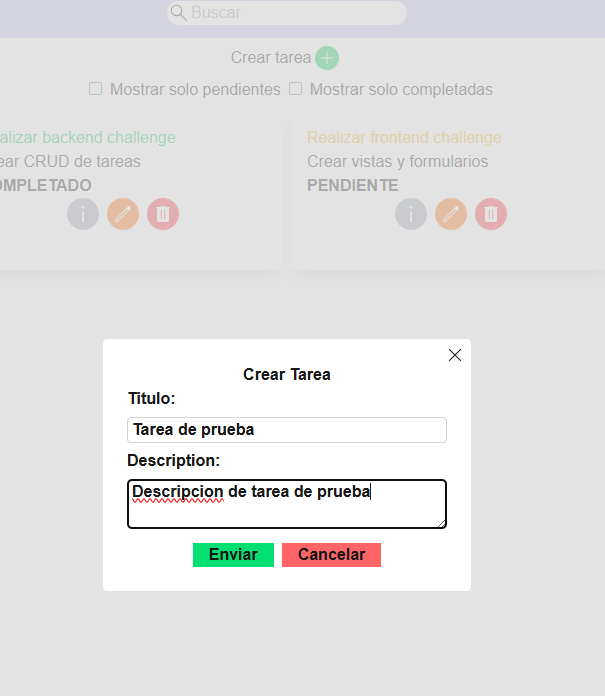 Buscar
Crear tarea
Mostrar solo pendientes Mostrar solo completadas
alizar backend challenge
ear CRUD de tareas
OMPLETADO
Realizar frontend challenge
Crear vistas y formularios
PENDIENTE
Crear Tarea
Titulo:
Tarea de prueba
Description:
Descripcion de tarea de prueba
Enviar Cancelar